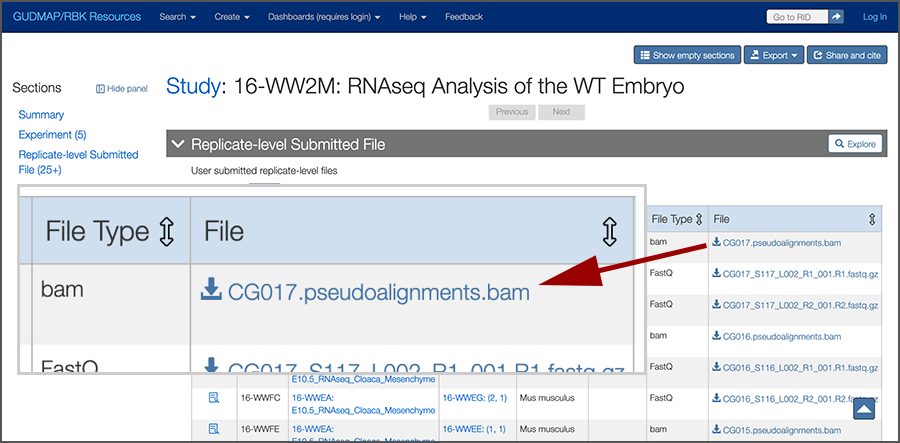 GUDMAP/RBK Resources Search Create Dashboards (requires login) Help Feedback Go to RID Log In
Show empty sections Export Share and cite
Sections Hide panel
Study: 16-WW2M: RNAseq Analysis of the WT Embryo
Summary
Previous Next
Experiment (5)
Replicate-level Submitted File (25+)
Replicate-level Submitted File Explore
User submitted replicate-level files
File Type File
bam CG017.pseudoalignments.bam
FastQ CG017_S117_L002_R1_001.R1.fastq.gz
File Type File
bam CG017.pseudoalignments.bam
FastQ CG017_S117_L002_R1_001.R1.fastq.gz
FastQ CG017_S117_L002_R2_001.R2.fastq.gz
bam CG016.pseudoalignments.bam
FastQ CG016_S116_L002_R1_001.R1.fastq.gz
E10.5_RNAseq_Cloaca_Mesenchyme
16-WWFC 16-WWEA: 16-WWEG: (2, 1) Mus musculus FastQ CG016_S116_L002_R2_001.R2.fastq.gz
E10.5_RNAseq_Cloaca_Mesenchyme
16-WWFE 16-WWEA: 16-WWEE: (1, 1) Mus musculus bam CG015.pseudoalignments.bam